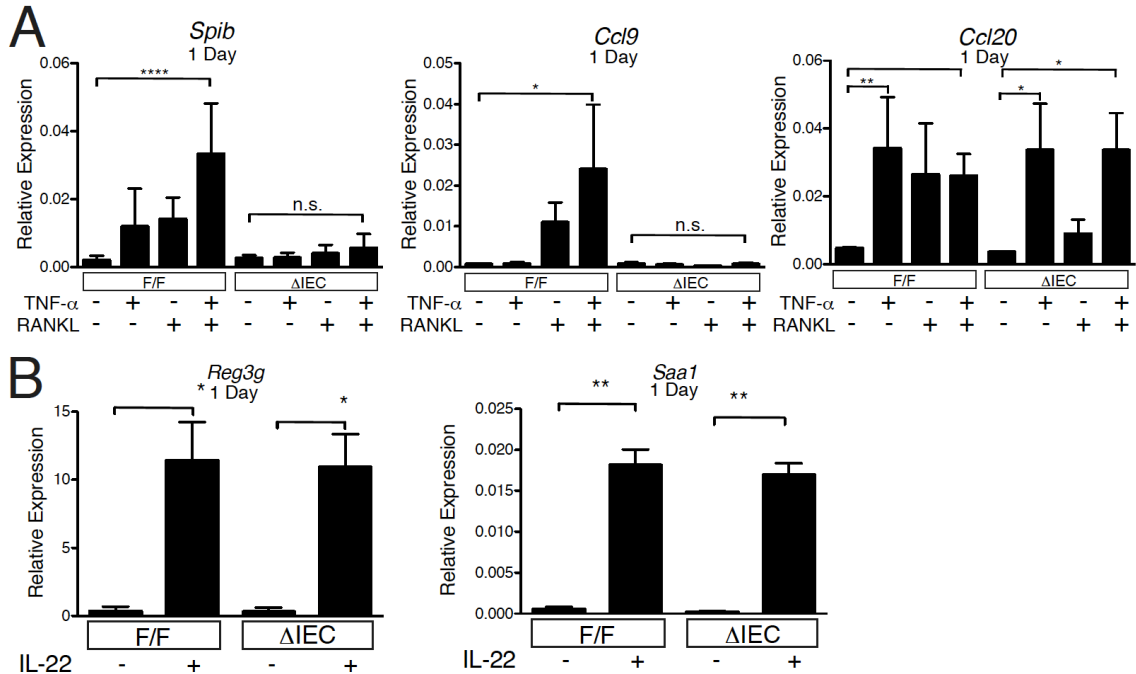 A
Spib
1 Day
Relative Expression
0.06
0.04
0.02
0.00
****
n.s.
F/F
ΔIEC
TNF-α - + - + - + - +
RANKL - - + + - - + +
Ccl9
1 Day
Relative Expression
0.05
0.04
0.03
0.02
0.01
0.00
*
n.s.
F/F
ΔIEC
TNF-α - + - + - + - +
RANKL - - + + - - + +
Ccl20
1 Day
Relative Expression
0.06
0.04
0.02
0.00
**
*
*
F/F
ΔIEC
TNF-α - + - + - + - +
RANKL - - + + - - + +
B
Reg3g
* 1 Day
*
Relative Expression
15
10
5
0
F/F
ΔIEC
IL-22 - + - +
Saa1
1 Day
** **
Relative Expression
0.025
0.020
0.015
0.010
0.005
0.000
F/F
ΔIEC
IL-22 - + - +